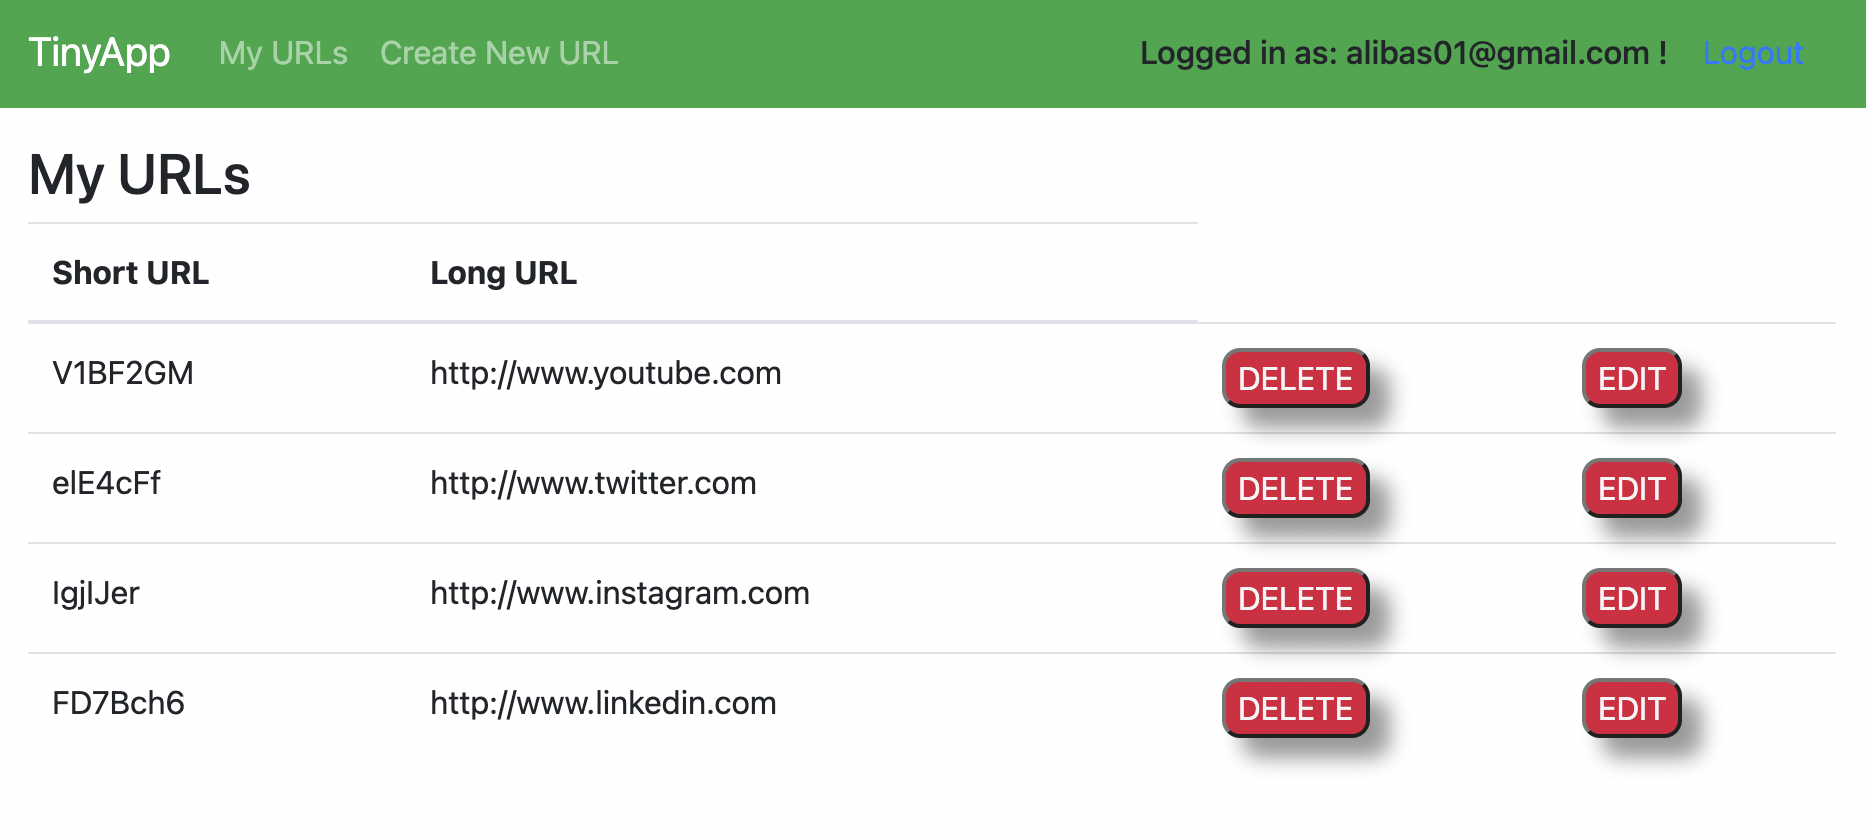 TinyApp My URLs Create New URL Logged in as: alibas01@gmail.com ! Logout
My URLs
Short URL Long URL
V1BF2GM http://www.youtube.com DELETE EDIT
elE4cFf http://www.twitter.com DELETE EDIT
IgjlJer http://www.instagram.com DELETE EDIT
FD7Bch6 http://www.linkedin.com DELETE EDIT